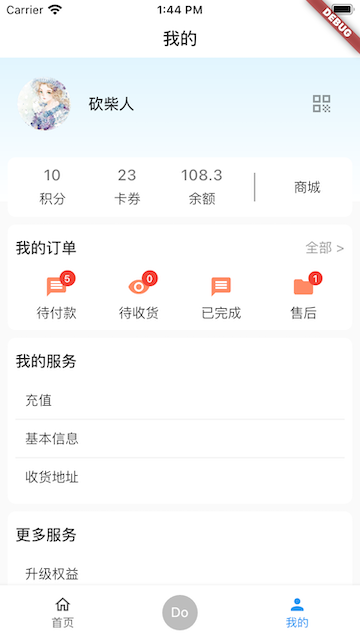 Carrier 1:44 PM
DEBUG
我的
砍柴人
10 23 108.3
积分 卡券 余额 商城
我的订单 全部 >
5 0 1
待付款 待收货 已完成 售后
我的服务
充值
基本信息
收货地址
更多服务
升级权益
首页 Do 我的